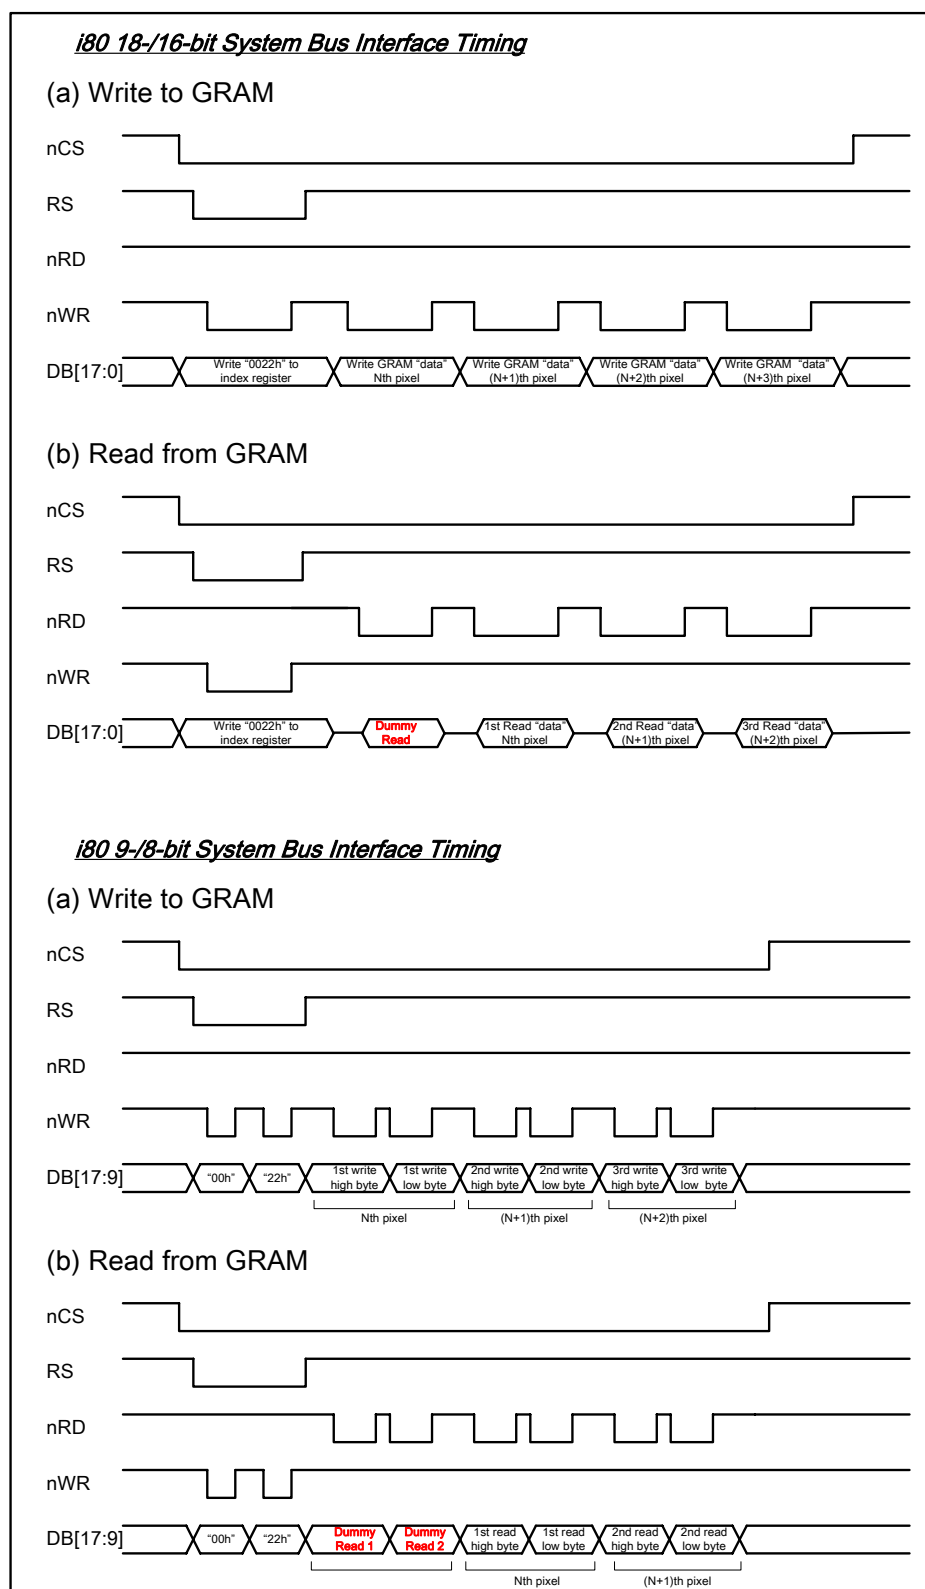 i80 18-/16-bit System Bus Interface Timing
(a) Write to GRAM
nCS
RS
nRD
nWR
DB[17:0]
Write “0022h” to
index register
Write GRAM “data”
Nth pixel
Write GRAM “data”
(N+1)th pixel
Write GRAM “data”
(N+2)th pixel
Write GRAM “data”
(N+3)th pixel
(b) Read from GRAM
nCS
RS
nRD
nWR
DB[17:0]
Write “0022h” to
index register
Dummy
Read
1st Read “data”
Nth pixel
2nd Read “data”
(N+1)th pixel
3rd Read “data”
(N+2)th pixel
i80 9-/8-bit System Bus Interface Timing
(a) Write to GRAM
nCS
RS
nRD
nWR
DB[17:9]
“00h”
“22h”
1st write
high byte
1st write
low byte
2nd write
high byte
2nd write
low byte
3rd write
high byte
3rd write
low byte
Nth pixel
(N+1)th pixel
(N+2)th pixel
(b) Read from GRAM
nCS
RS
nRD
nWR
DB[17:9]
“00h”
“22h”
Dummy
Read 1
Dummy
Read 2
1st read
high byte
1st read
low byte
2nd read
high byte
2nd read
low byte
Nth pixel
(N+1)th pixel